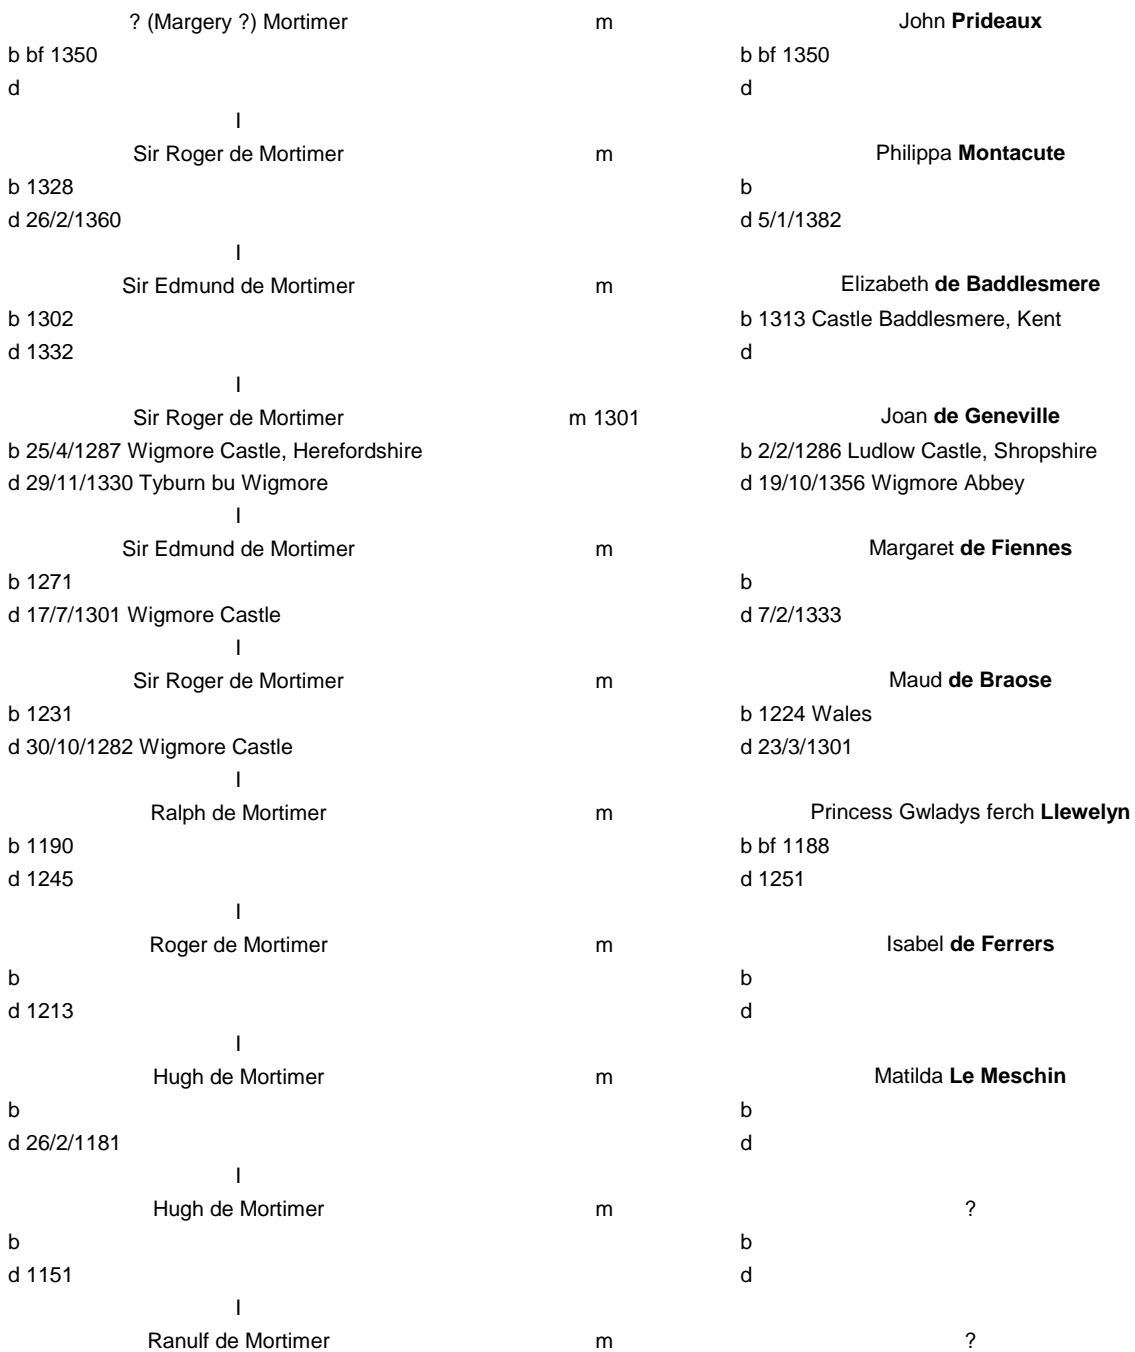 ? (Margery ?) Mortimer m John Prideaux
b bf 1350 b bf 1350
d d
I
Sir Roger de Mortimer m Philippa Montacute
b 1328 b
d 26/2/1360 d 5/1/1382
I
Sir Edmund de Mortimer m Elizabeth de Baddlesmere
b 1302 b 1313 Castle Baddlesmere, Kent
d 1332 d
I
Sir Roger de Mortimer m 1301 Joan de Geneville
b 25/4/1287 Wigmore Castle, Herefordshire b 2/2/1286 Ludlow Castle, Shropshire
d 29/11/1330 Tyburn bu Wigmore d 19/10/1356 Wigmore Abbey
I
Sir Edmund de Mortimer m Margaret de Fiennes
b 1271 b
d 17/7/1301 Wigmore Castle d 7/2/1333
I
Sir Roger de Mortimer m Maud de Braose
b 1231 b 1224 Wales
d 30/10/1282 Wigmore Castle d 23/3/1301
I
Ralph de Mortimer m Princess Gwladys ferch Llewelyn
b 1190 b bf 1188
d 1245 d 1251
I
Roger de Mortimer m Isabel de Ferrers
b b
d 1213 d
I
Hugh de Mortimer m Matilda Le Meschin
b b
d 26/2/1181 d
I
Hugh de Mortimer m ?
b b
d 1151 d
I
Ranulf de Mortimer m ?